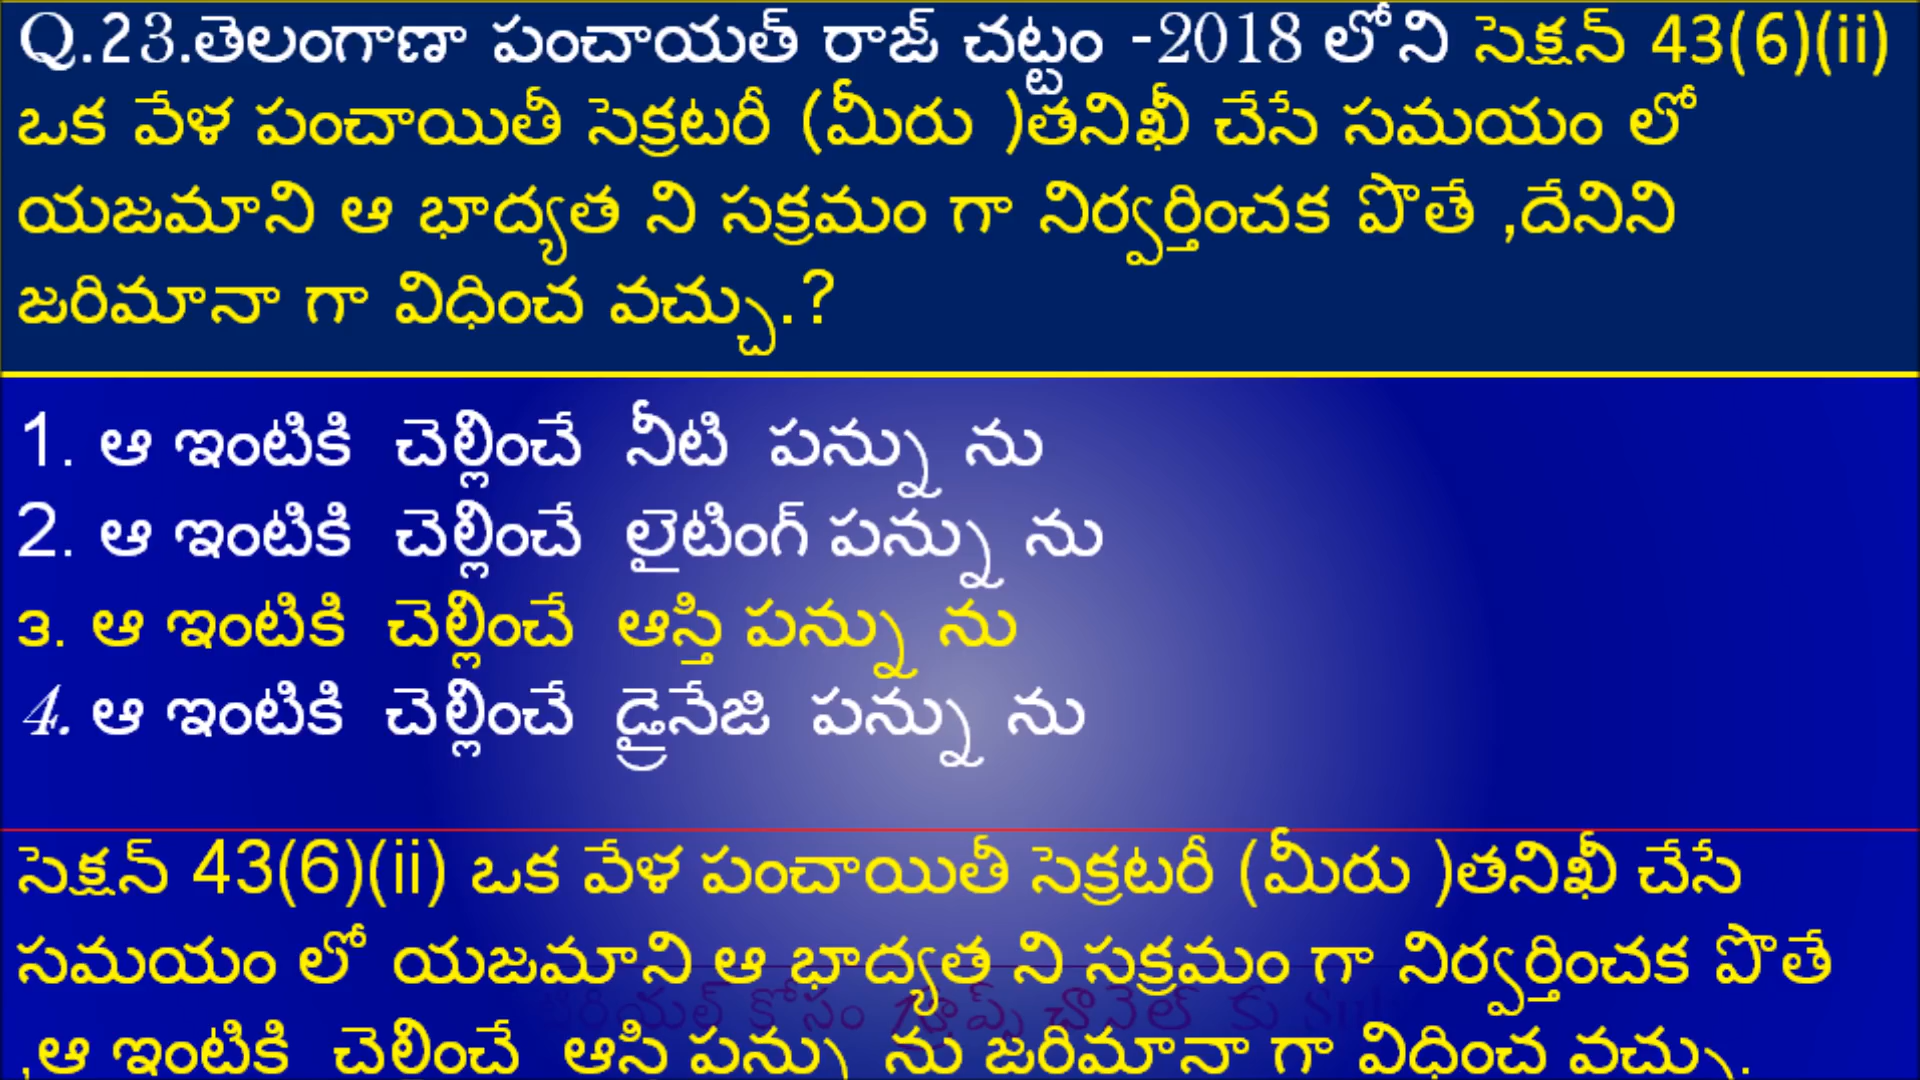 Q.23.తెలంగాణా పంచాయత్ రాజ్ చట్టం -2018 లోని సెక్షన్ 43(6)(ii)
ఒక వేళ పంచాయితీ సెక్రటరీ (మీరు )తనిఖీ చేసే సమయం లో
యజమాని ఆ భాద్యత ని సక్రమం గా నిర్వర్తించక పొతే ,దేనిని
జరిమానా గా విధించ వచ్చు.?
1. ఆ ఇంటికి చెల్లించే నీటి పన్ను ను
2. ఆ ఇంటికి చెల్లించే లైటింగ్ పన్ను ను
3. ఆ ఇంటికి చెల్లించే ఆస్తి పన్ను ను
4. ఆ ఇంటికి చెల్లించే డ్రైనేజి పన్ను ను
సెక్షన్ 43(6)(ii) ఒక వేళ పంచాయితీ సెక్రటరీ (మీరు )తనిఖీ చేసే
సమయం లో యజమాని ఆ భాద్యత ని సక్రమం గా నిర్వర్తించక పొతే
కోసం గ్రూప్స్ చానెల్ కు
,ఆ ఇంటికి చెల్లించే ఆస్తి పన్ను ను జరిమానా గా విధించ వచ్చు.